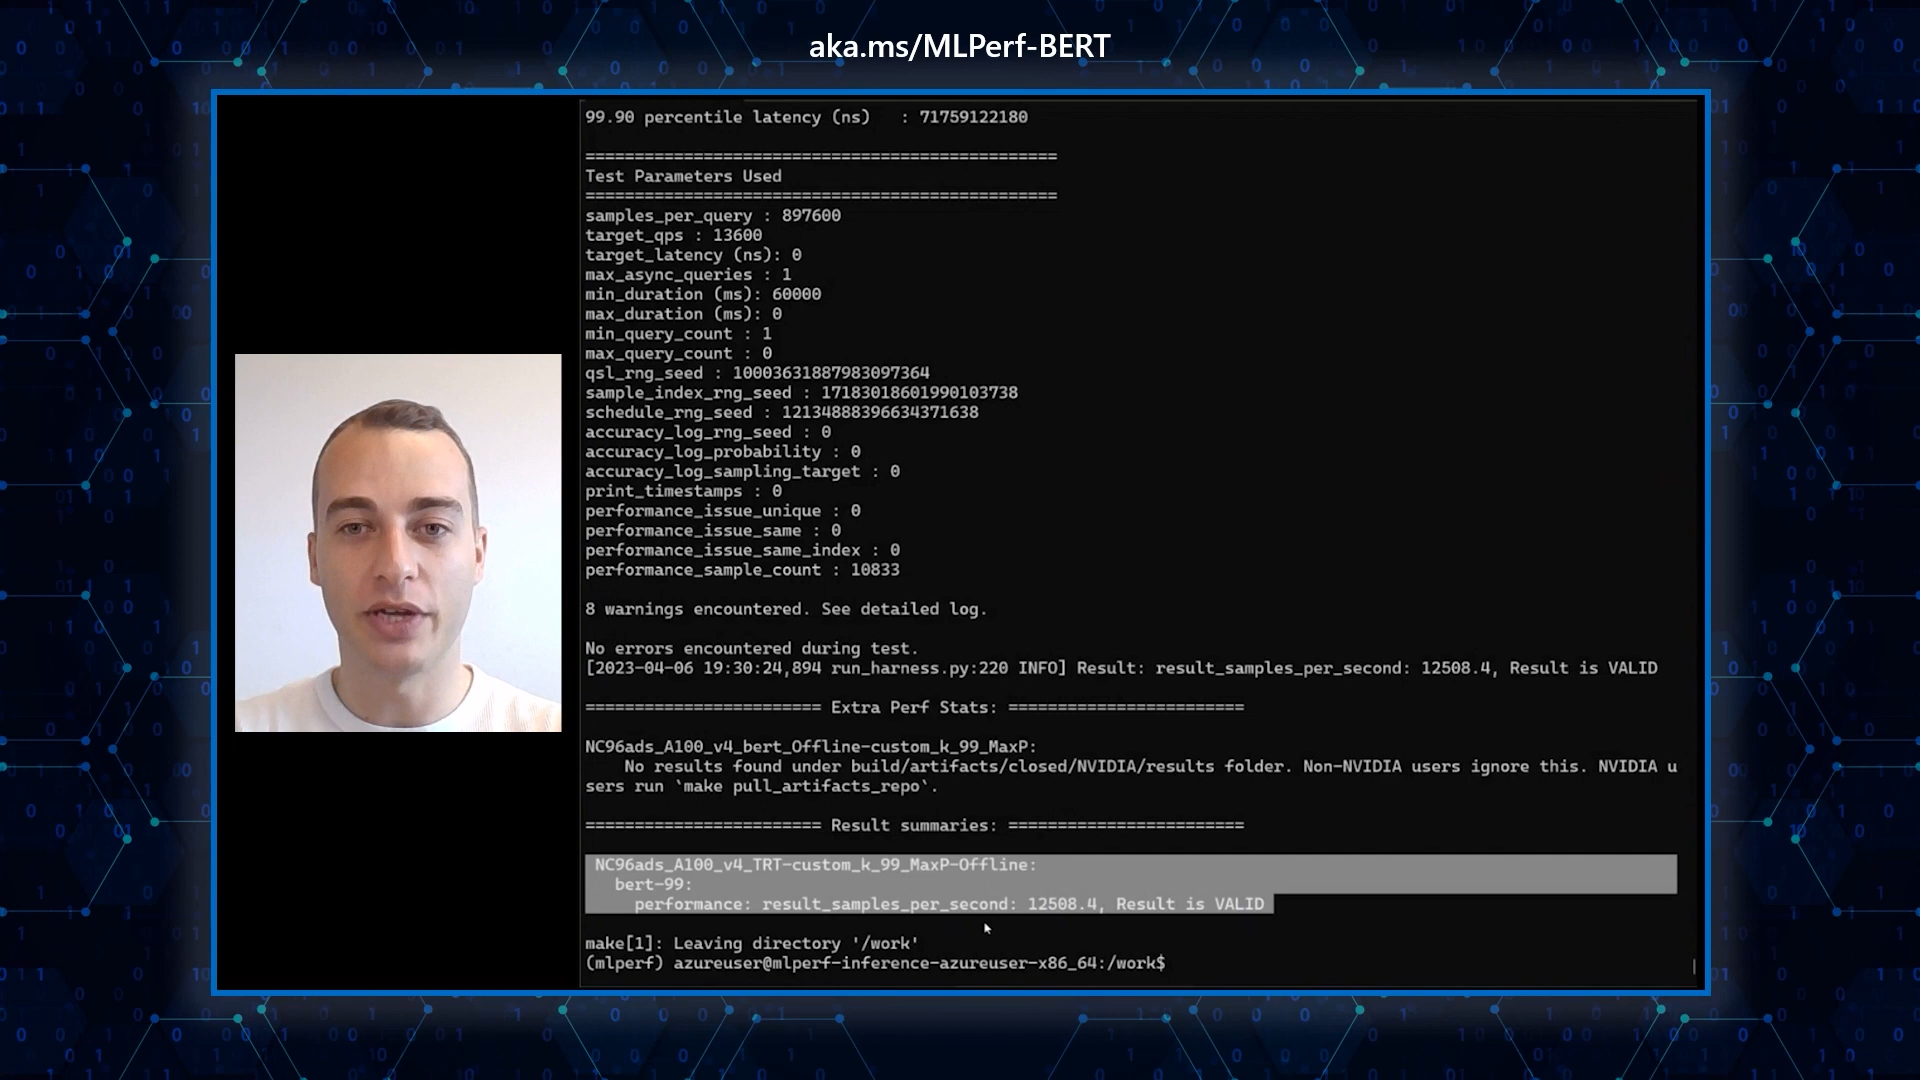 aka.ms/MLPerf-BERT
99.90 percentile latency (ns)   : 71759122180
================================================
Test Parameters Used
================================================
samples_per_query : 897600
target_qps : 13600
target_latency (ns): 0
max_async_queries : 1
min_duration (ms): 60000
max_duration (ms): 0
min_query_count : 1
max_query_count : 0
qsl_rng_seed : 10003631887983097364
sample_index_rng_seed : 17183018601990103738
schedule_rng_seed : 12134888396634371638
accuracy_log_rng_seed : 0
accuracy_log_probability : 0
accuracy_log_sampling_target : 0
print_timestamps : 0
performance_issue_unique : 0
performance_issue_same : 0
performance_issue_same_index : 0
performance_sample_count : 10833
8 warnings encountered. See detailed log.
No errors encountered during test.
[2023-04-06 19:30:24,894 run_harness.py:220 INFO] Result: result_samples_per_second: 12508.4, Result is VALID
======================== Extra Perf Stats: ========================
NC96ads_A100_v4_bert_Offline-custom_k_99_MaxP:
    No results found under build/artifacts/closed/NVIDIA/results folder. Non-NVIDIA users ignore this. NVIDIA u
sers run `make pull_artifacts_repo`.
======================== Result summaries: ========================
NC96ads_A100_v4_TRT-custom_k_99_MaxP-Offline:
bert-99:
performance: result_samples_per_second: 12508.4, Result is VALID
make[1]: Leaving directory '/work'
(mlperf) azureuser@mlperf-inference-azureuser-x86_64:/work$